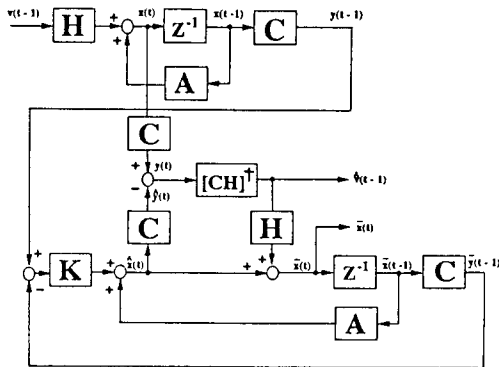 v(t-1)
H
+
+
x(t)
Z⁻¹
x(t-1)
C
y(t-1)
A
C
+
y(t)
−
ŷ(t)
[CH]†
v̂(t-1)
C
H
x̄(t)
+
−
K
+
+
x̂(t)
+
+
x̄(t)
Z⁻¹
x̄(t-1)
C
ȳ(t-1)
A